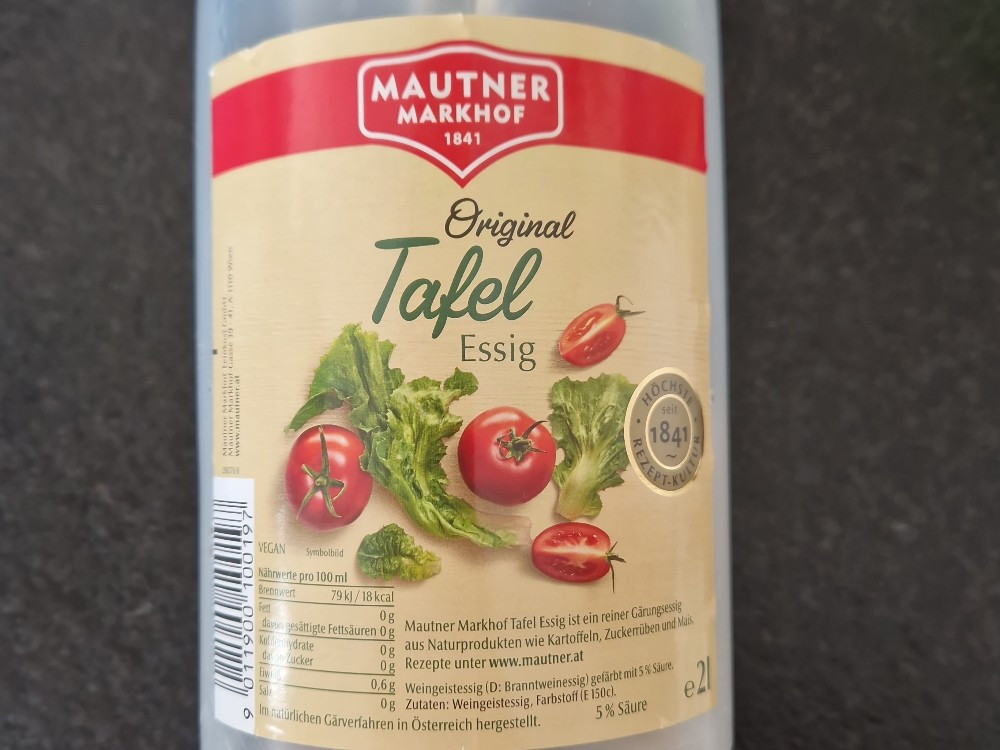 MAUTNER
MARKHOF
1841
Original
Tafel
Essig
HÖCHSTE
seit
1841
REZEPT-KULTUR
www.mautner.at
VEGAN
Symbolbild
Nährwerte pro 100 ml
Brennwert 79 kJ / 18 kcal
Fett 0 g
davon gesättigte Fettsäuren 0 g
Kohlenhydrate 0 g
davon Zucker 0 g
Eiweiß 0,6 g
Salz 0 g
Im natürlichen Gärverfahren in Österreich hergestellt.
Mautner Markhof Tafel Essig ist ein reiner Gärungsessig
aus Naturprodukten wie Kartoffeln, Zuckerrüben und Mais.
Rezepte unter www.mautner.at
Weingeistessig (D: Branntweinessig) gefärbt mit 5 % Säure.
Zutaten: Weingeistessig, Farbstoff (E 150c).
5 % Säure
e 2l
9 011900 100197